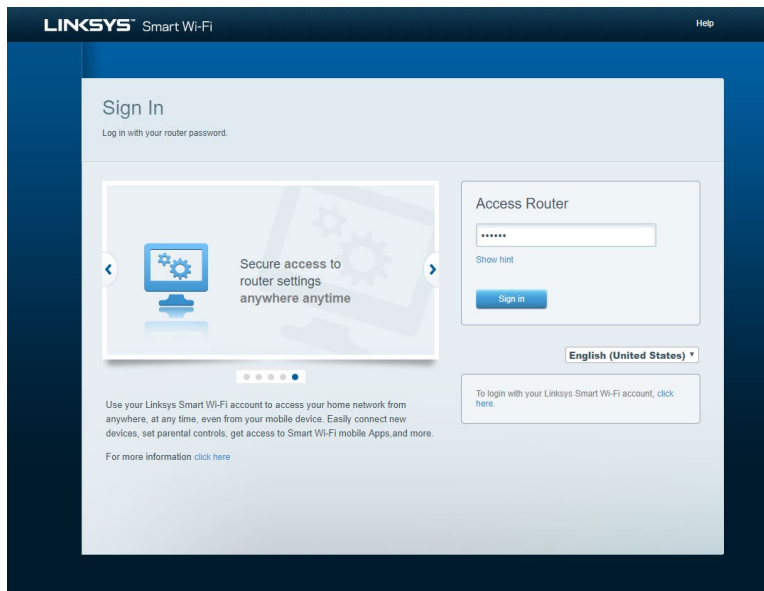 LINKSYS™ Smart Wi-Fi
Help
Sign In
Log in with your router password.
Secure access to
router settings
anywhere anytime
Use your Linksys Smart Wi-Fi account to access your home network from
anywhere, at any time, even from your mobile device. Easily connect new
devices, set parental controls, get access to Smart Wi-Fi mobile Apps,and more.
For more information click here
Access Router
••••••
Show hint
Sign in
English (United States)
To login with your Linksys Smart Wi-Fi account, click
here.